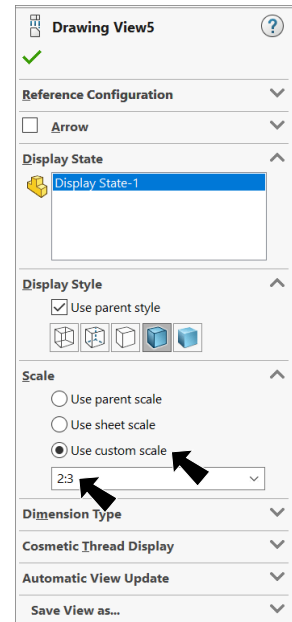 Drawing View5
?
Reference Configuration
Arrow
Display State
Display State-1
Display Style
Use parent style
Scale
Use parent scale
Use sheet scale
Use custom scale
2:3
Dimension Type
Cosmetic Thread Display
Automatic View Update
Save View as...